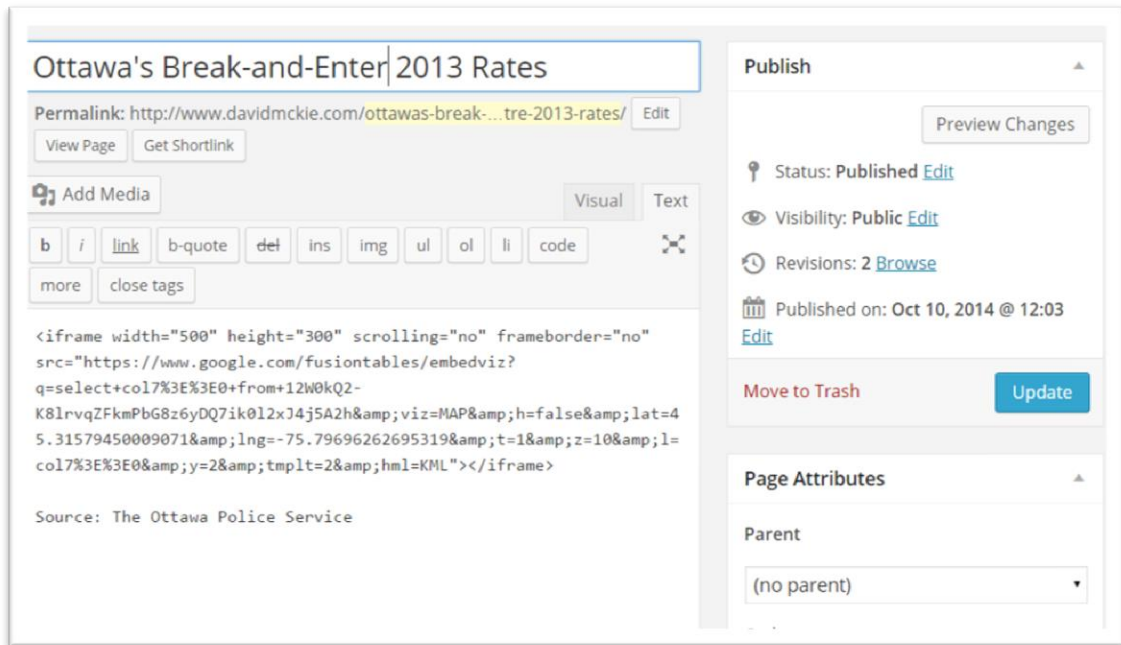 Ottawa's Break-and-Enter 2013 Rates
Permalink: http://www.davidmckie.com/ottawas-break-...tre-2013-rates/ Edit
View Page Get Shortlink
Add Media
Visual Text
b i link b-quote del ins img ul ol li code
more close tags
<iframe width="500" height="300" scrolling="no" frameborder="no"
src="https://www.google.com/fusiontables/embedviz?
q=select+col7%3E%3E0+from+12W0kQ2-
K8lrvqZFkmPbG8z6yDQ7ik0l2xJ4j5A2h&amp;viz=MAP&amp;h=false&amp;lat=4
5.31579450009071&amp;lng=-75.79696262695319&amp;t=1&amp;z=10&amp;l=
col7%3E%3E0&amp;y=2&amp;tmplt=2&amp;hml=KML"></iframe>
Source: The Ottawa Police Service
Publish
Preview Changes
Status: Published Edit
Visibility: Public Edit
Revisions: 2 Browse
Published on: Oct 10, 2014 @ 12:03
Edit
Move to Trash Update
Page Attributes
Parent
(no parent)